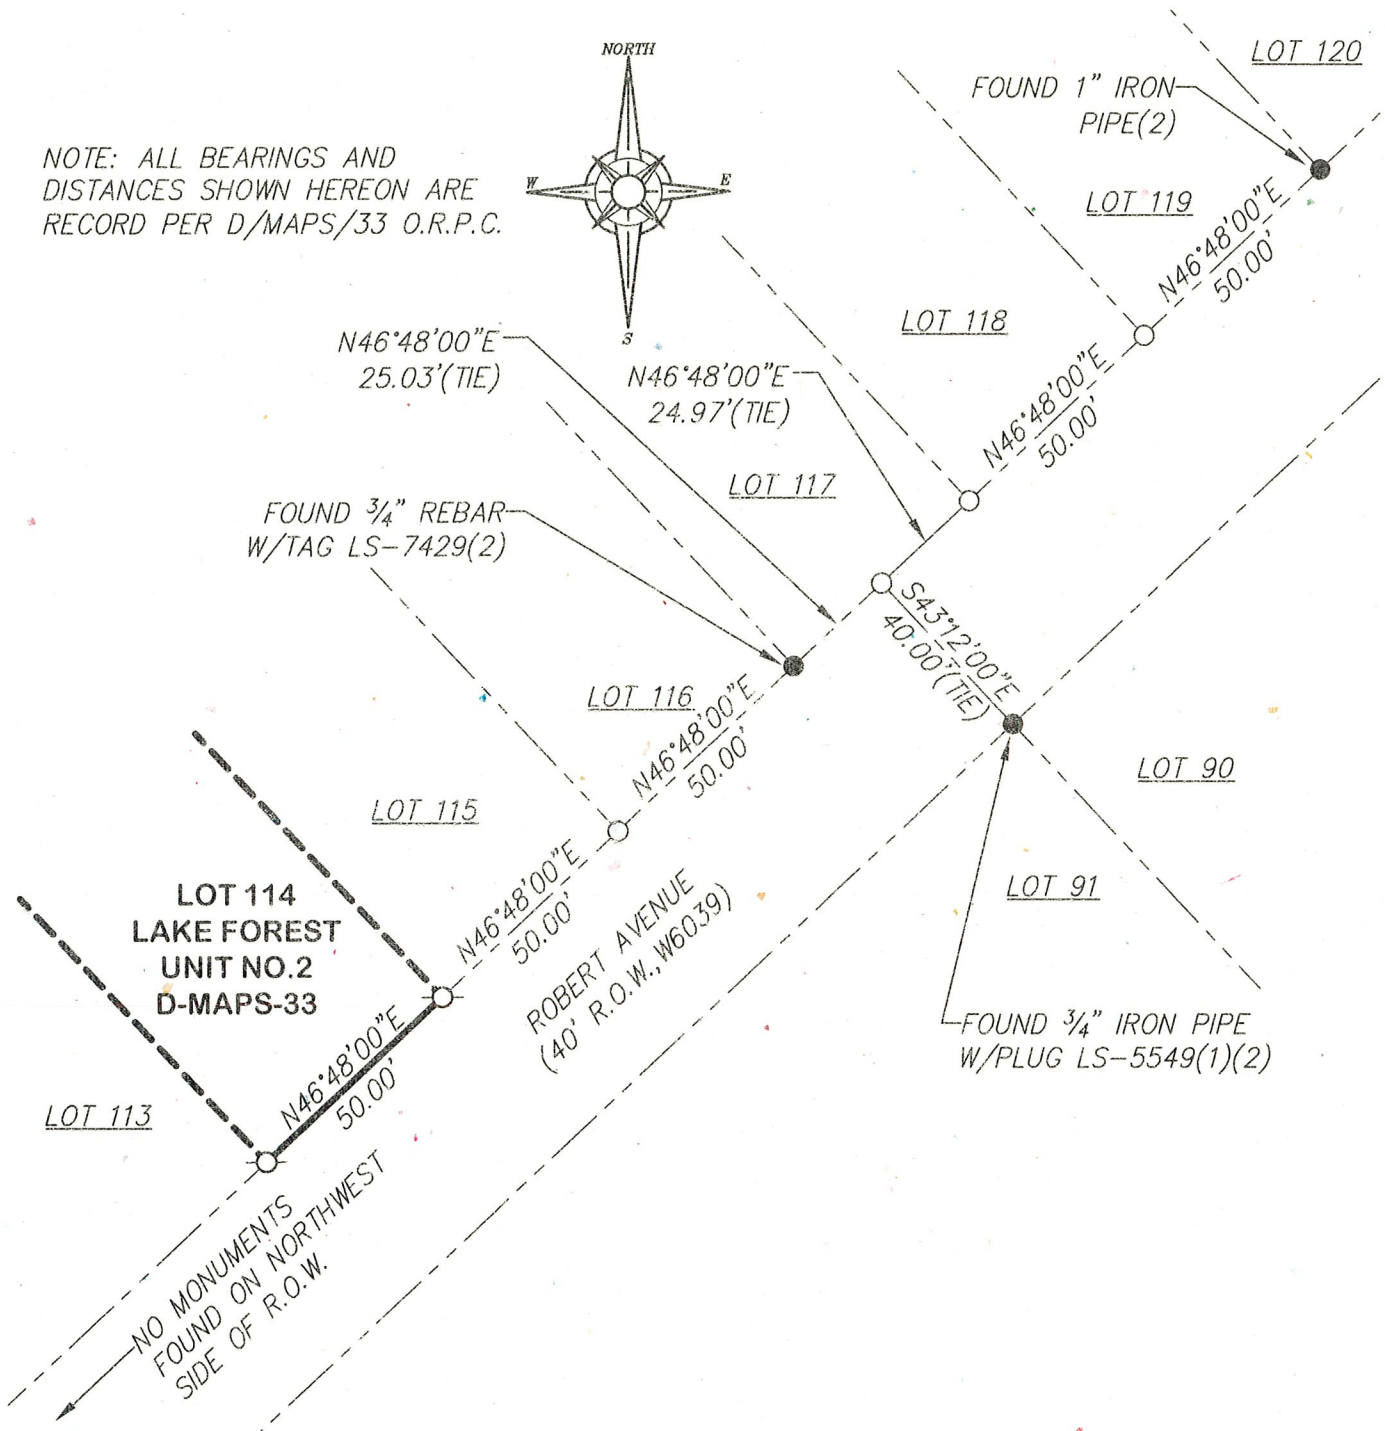 NORTH
W
E
S
NOTE: ALL BEARINGS AND
DISTANCES SHOWN HEREON ARE
RECORD PER D/MAPS/33 O.R.P.C.
LOT 120
FOUND 1" IRON
PIPE(2)
LOT 119
N46°48'00"E
50.00'
LOT 118
N46°48'00"E
50.00'
N46°48'00"E
25.03'(TIE)
N46°48'00"E
24.97'(TIE)
LOT 117
FOUND ¾" REBAR
W/TAG LS-7429(2)
S43°12'00"E
40.00'(TIE)
LOT 116
N46°48'00"E
50.00'
LOT 90
LOT 115
N46°48'00"E
50.00'
LOT 91
ROBERT AVENUE
(40' R.O.W., W6039)
LOT 114
LAKE FOREST
UNIT NO.2
D-MAPS-33
N46°48'00"E
50.00'
FOUND ¾" IRON PIPE
W/PLUG LS-5549(1)(2)
LOT 113
NO MONUMENTS
FOUND ON NORTHWEST
SIDE OF R.O.W.